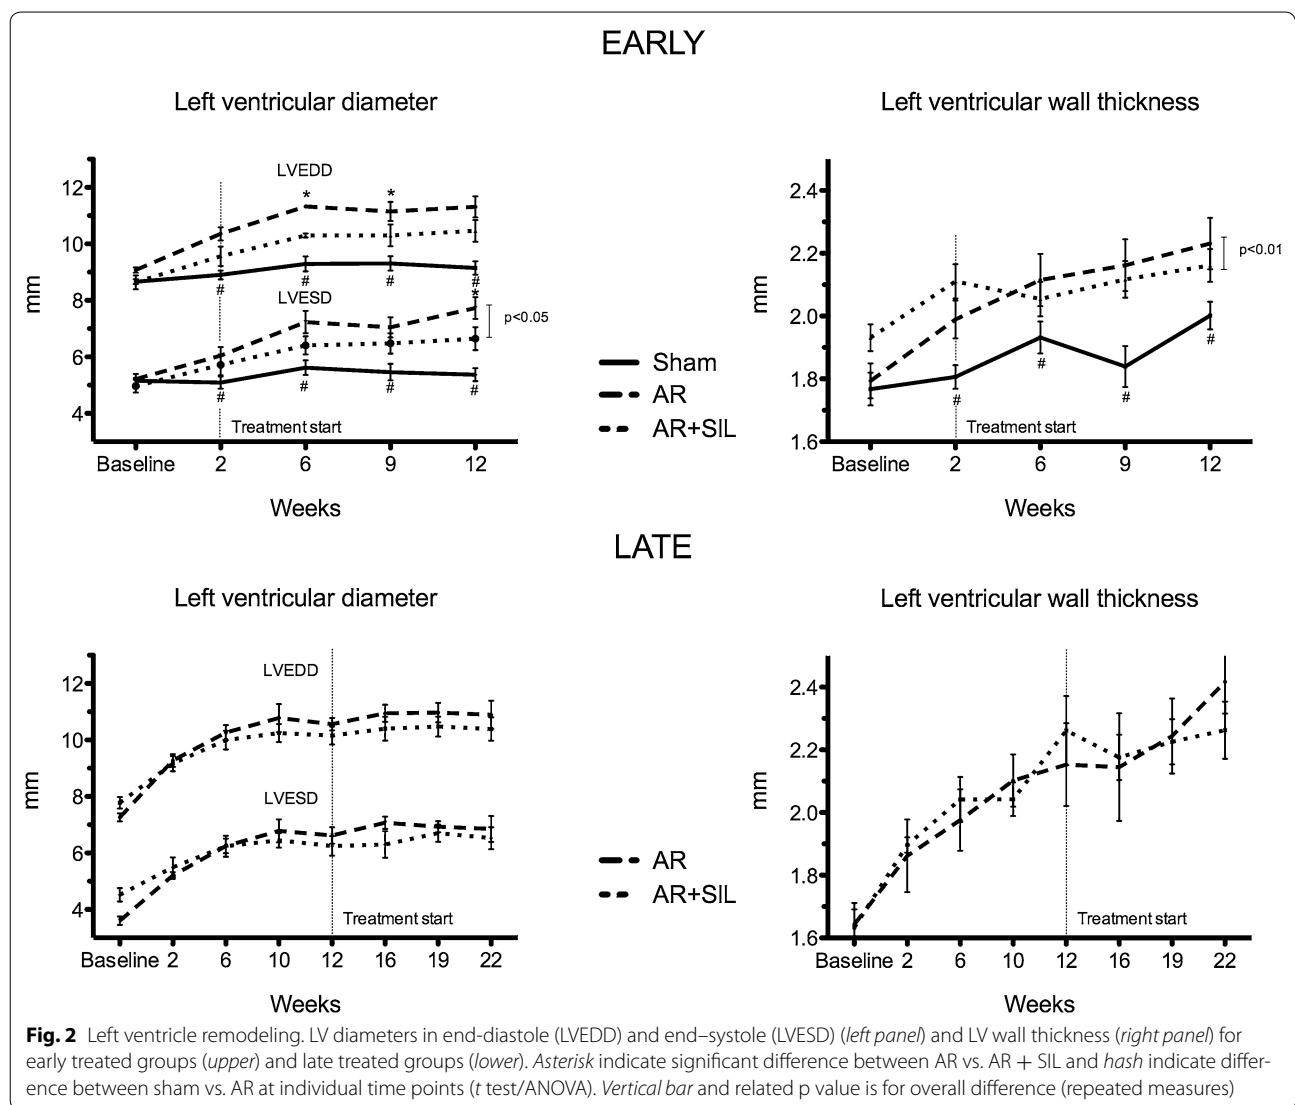 EARLY
Left ventricular diameter
12
10
8
6
4
mm
LVEDD
*
*
#
#
#
#
LVESD
*
p<0.05
#
#
#
#
Treatment start
Baseline 2 6 9 12
Weeks
Sham
AR
AR+SIL
Left ventricular wall thickness
2.4
2.2
2.0
1.8
1.6
mm
p<0.01
#
#
#
#
Treatment start
Baseline 2 6 9 12
Weeks
LATE
Left ventricular diameter
12
10
8
6
4
mm
LVEDD
LVESD
Treatment start
Baseline 2 6 10 12 16 19 22
Weeks
AR
AR+SIL
Left ventricular wall thickness
2.4
2.2
2.0
1.8
1.6
mm
Treatment start
Baseline 2 6 10 12 16 19 22
Weeks
Fig. 2 Left ventricle remodeling. LV diameters in end-diastole (LVEDD) and end–systole (LVESD) (left panel) and LV wall thickness (right panel) for
early treated groups (upper) and late treated groups (lower). Asterisk indicate significant difference between AR vs. AR + SIL and hash indicate differ-
ence between sham vs. AR at individual time points (t test/ANOVA). Vertical bar and related p value is for overall difference (repeated measures)